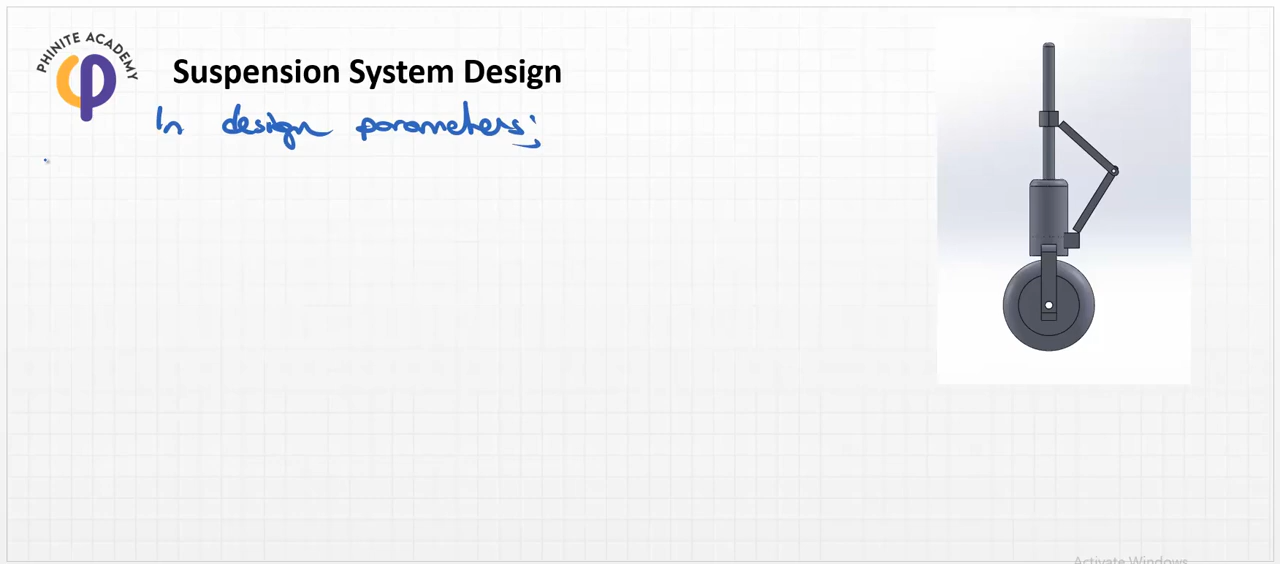 PHINITE ACADEMY
Suspension System Design
In design parameters;
Activate Windows